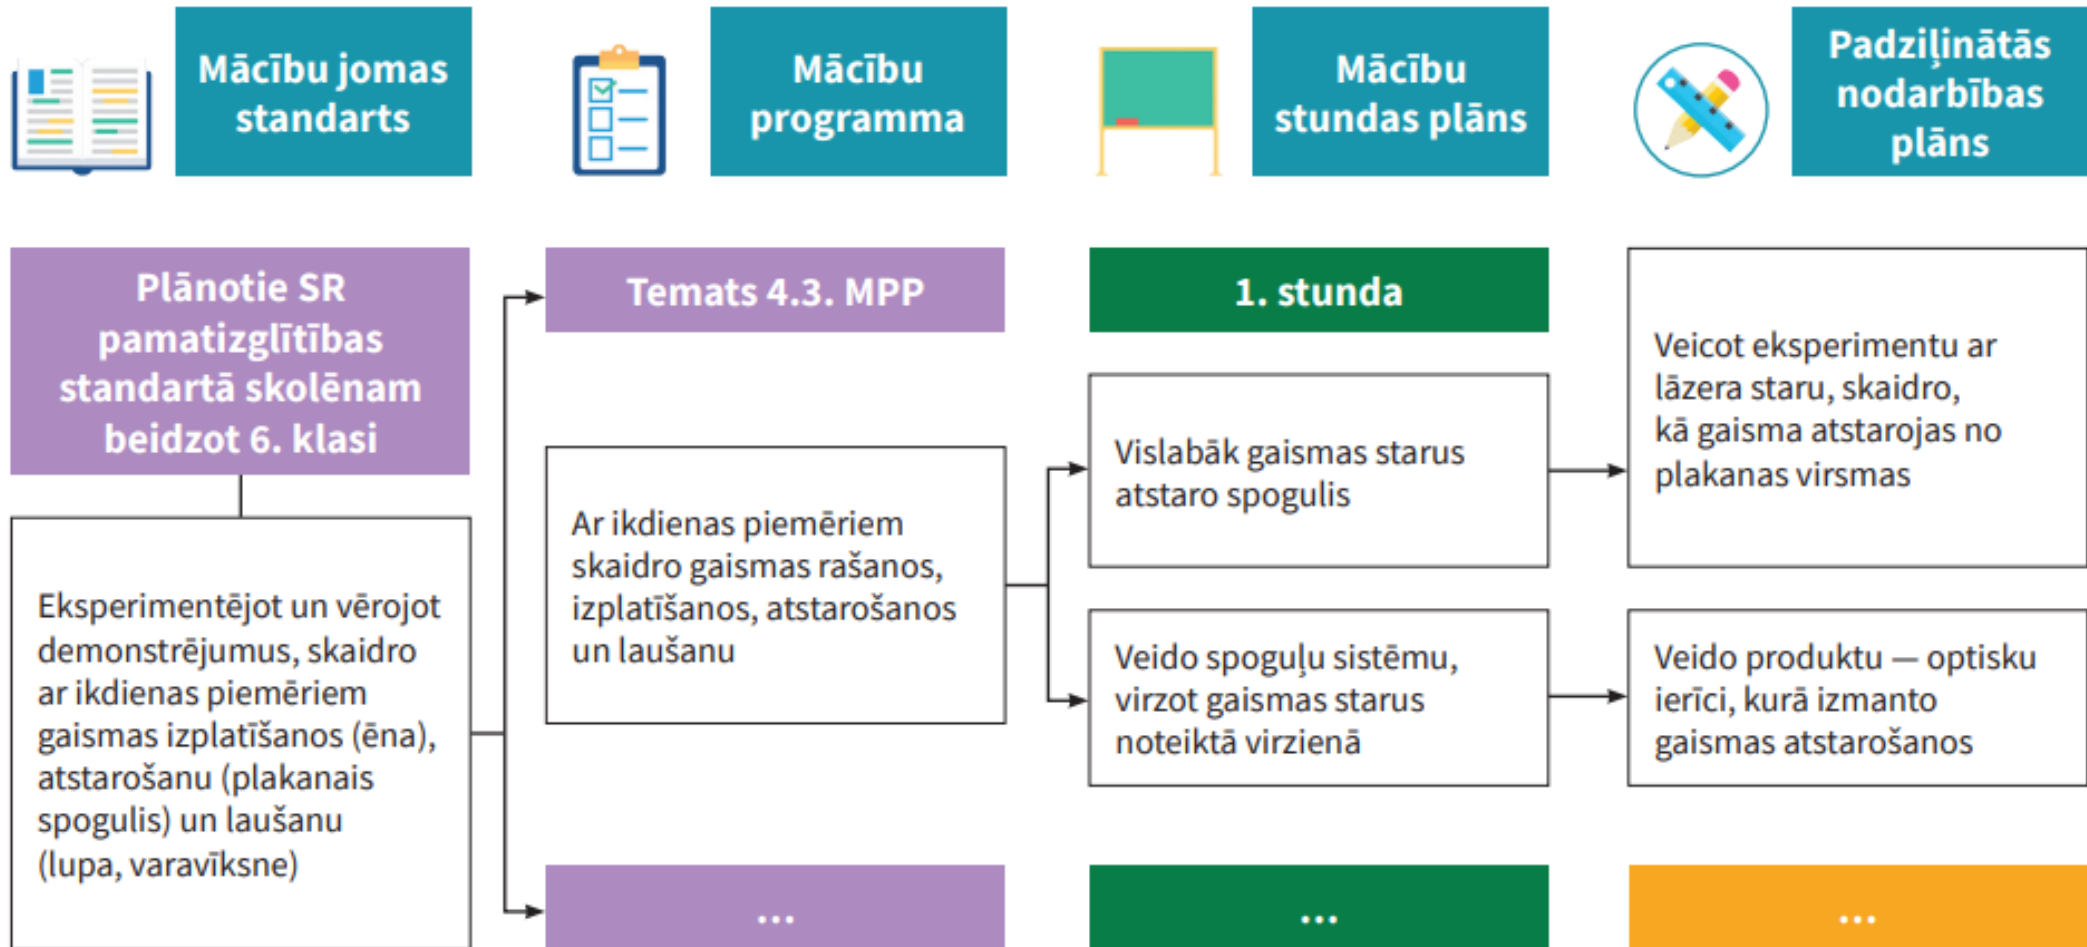 Mācību jomas
standarts
Mācību
programma
Mācību
stundas plāns
Padziļinātās
nodarbības
plāns
Plānotie SR
pamatizglītības
standartā skolēnam
beidzot 6. klasi
Eksperimentējot un vērojot
demonstrējumus, skaidro
ar ikdienas piemēriem
gaismas izplatīšanos (ēna),
atstarošanu (plakanais
spogulis) un laušanu
(lupa, varavīksne)
Temats 4.3. MPP
Ar ikdienas piemēriem
skaidro gaismas rašanos,
izplatīšanos, atstarošanos
un laušanu
...
1. stunda
Vislabāk gaismas starus
atstaro spogulis
Veido spoguļu sistēmu,
virzot gaismas starus
noteiktā virzienā
...
Veicot eksperimentu ar
lāzera staru, skaidro,
kā gaisma atstarojas no
plakanas virsmas
Veido produktu — optisku
ierīci, kurā izmanto
gaismas atstarošanos
...